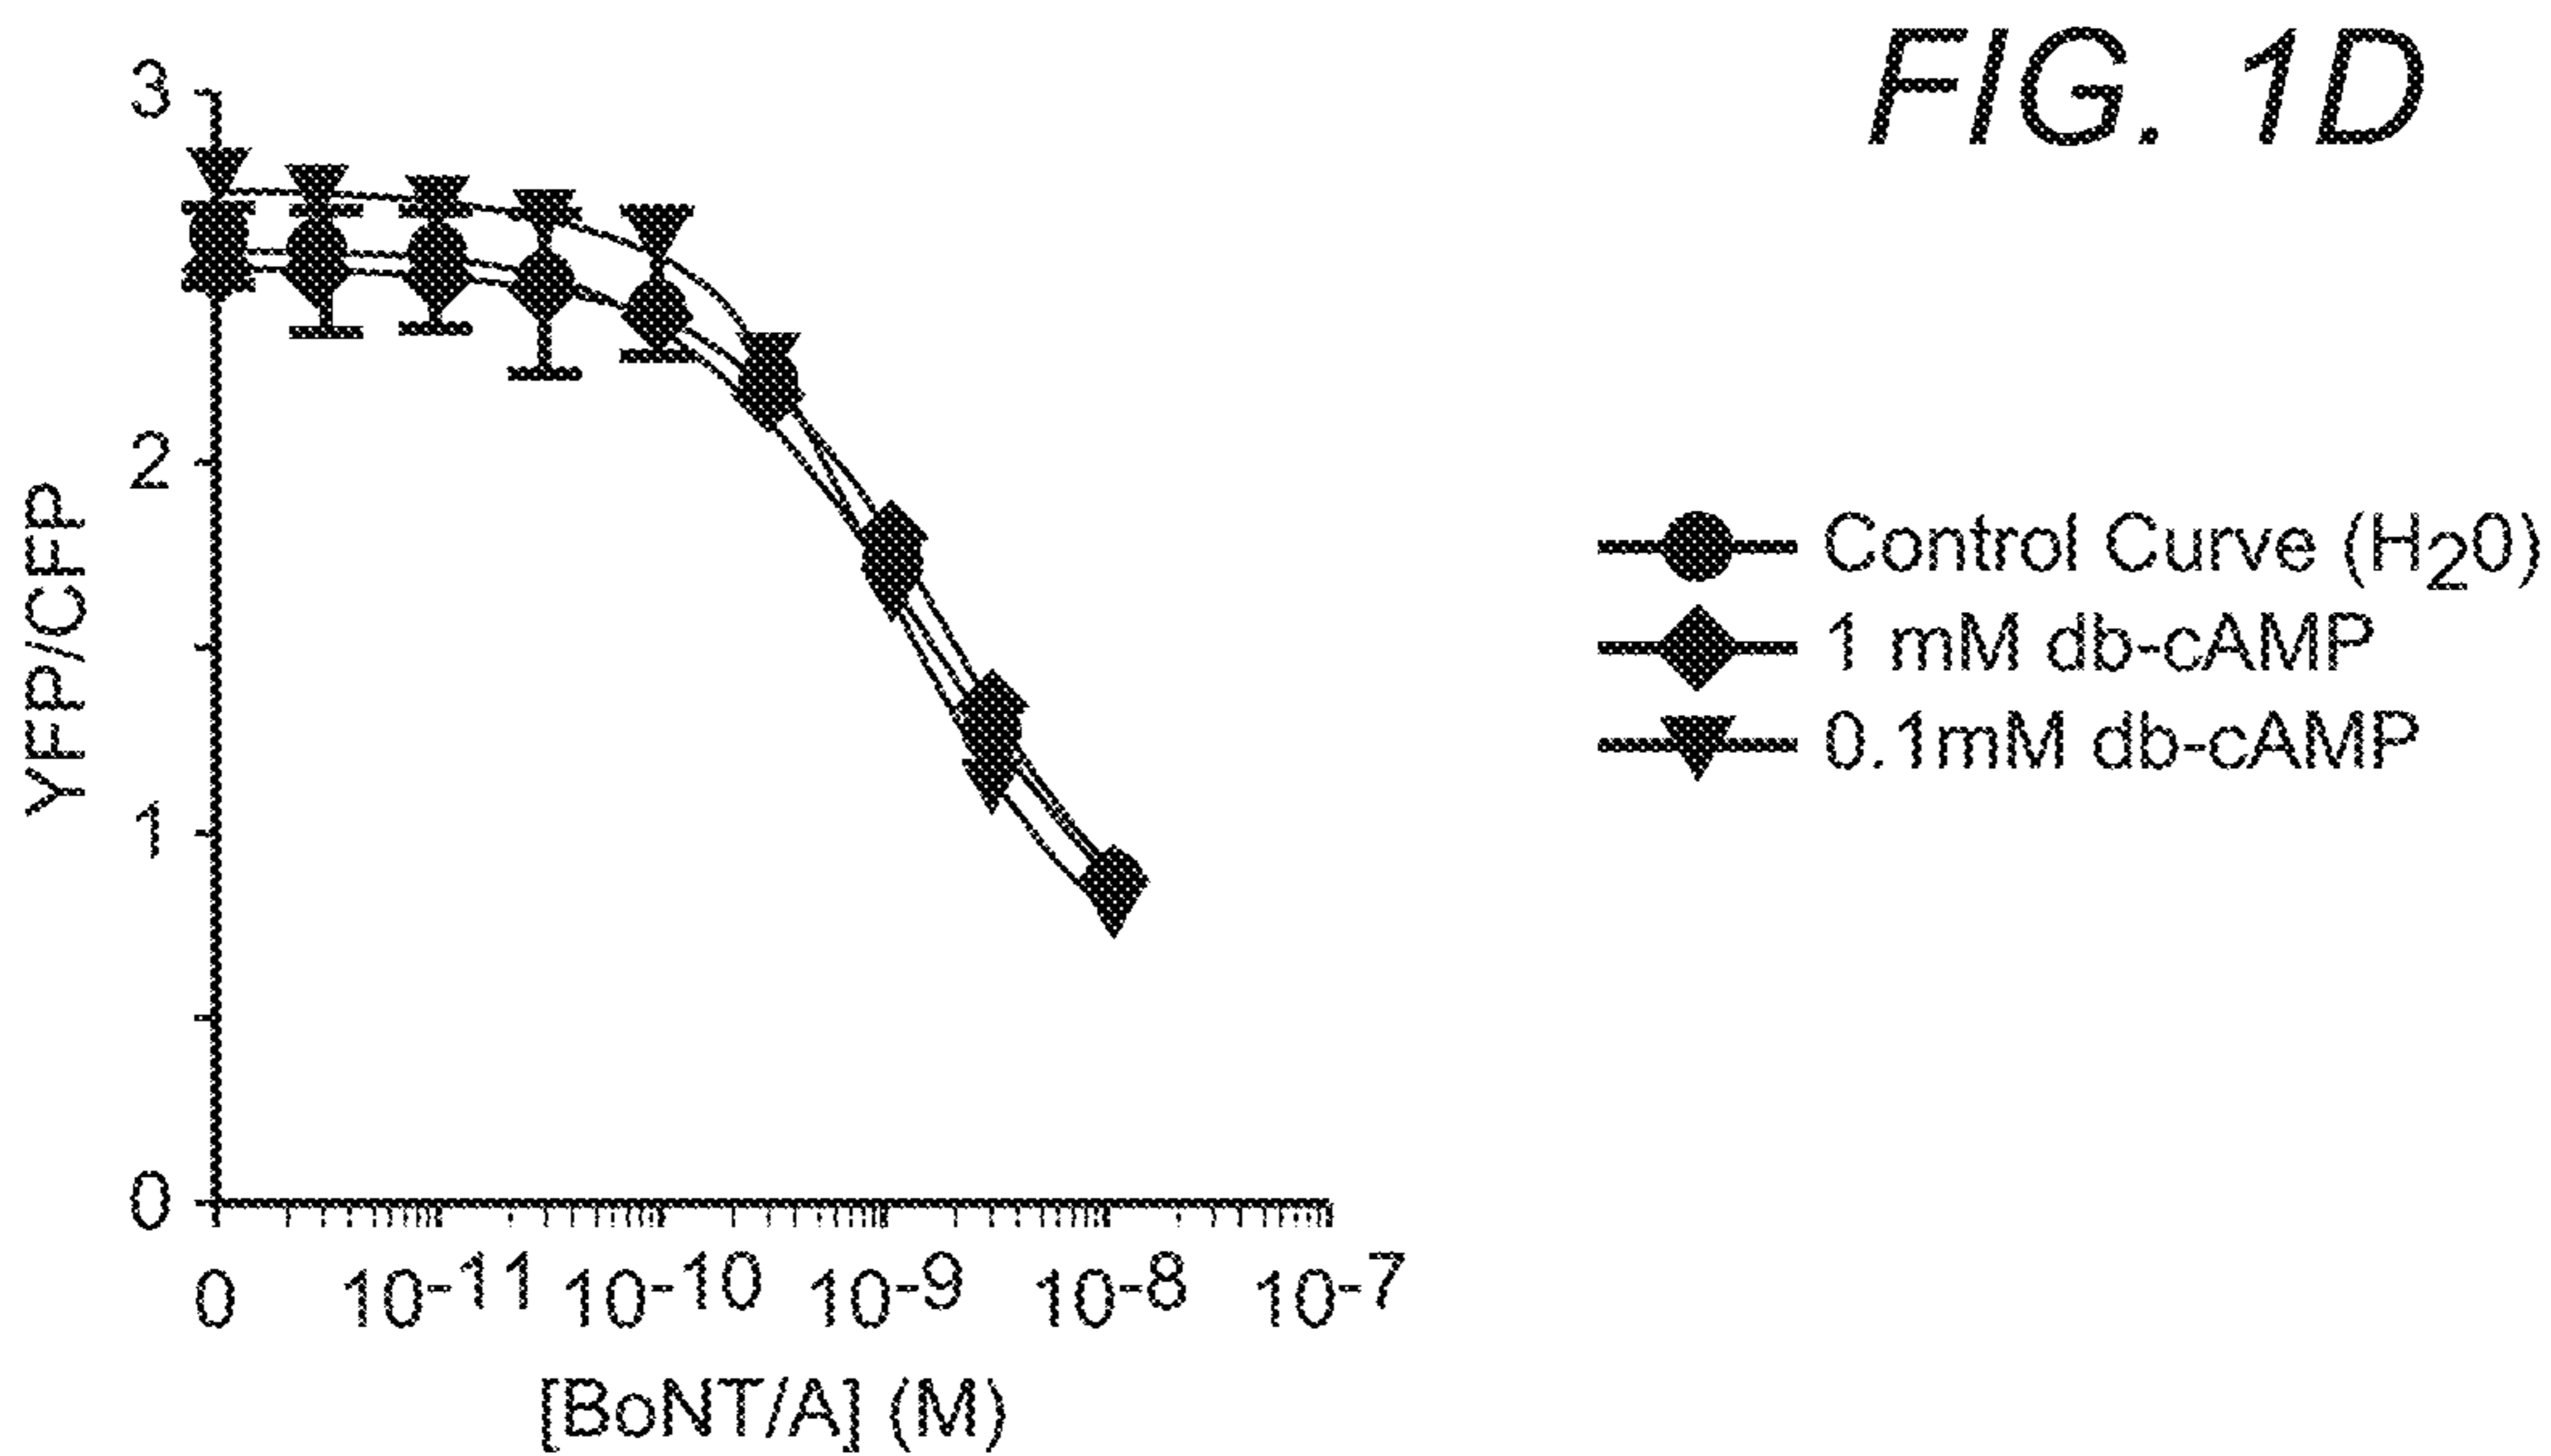 FIG. 1D
3
2
1
0
YFP/CFP
0 10-11 10-10 10-9 10-8 10-7
[BoNT/A] (M)
Control Curve (H20)
1 mM db-cAMP
0.1mM db-cAMP